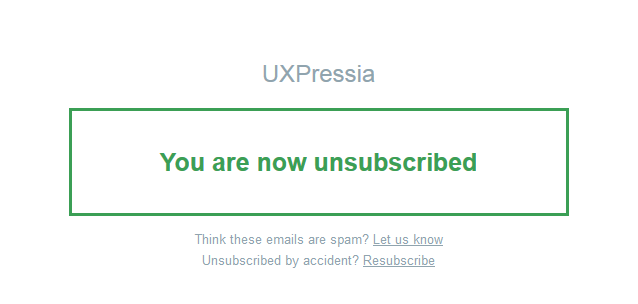 UXPressia
You are now unsubscribed
Think these emails are spam? Let us know
Unsubscribed by accident? Resubscribe